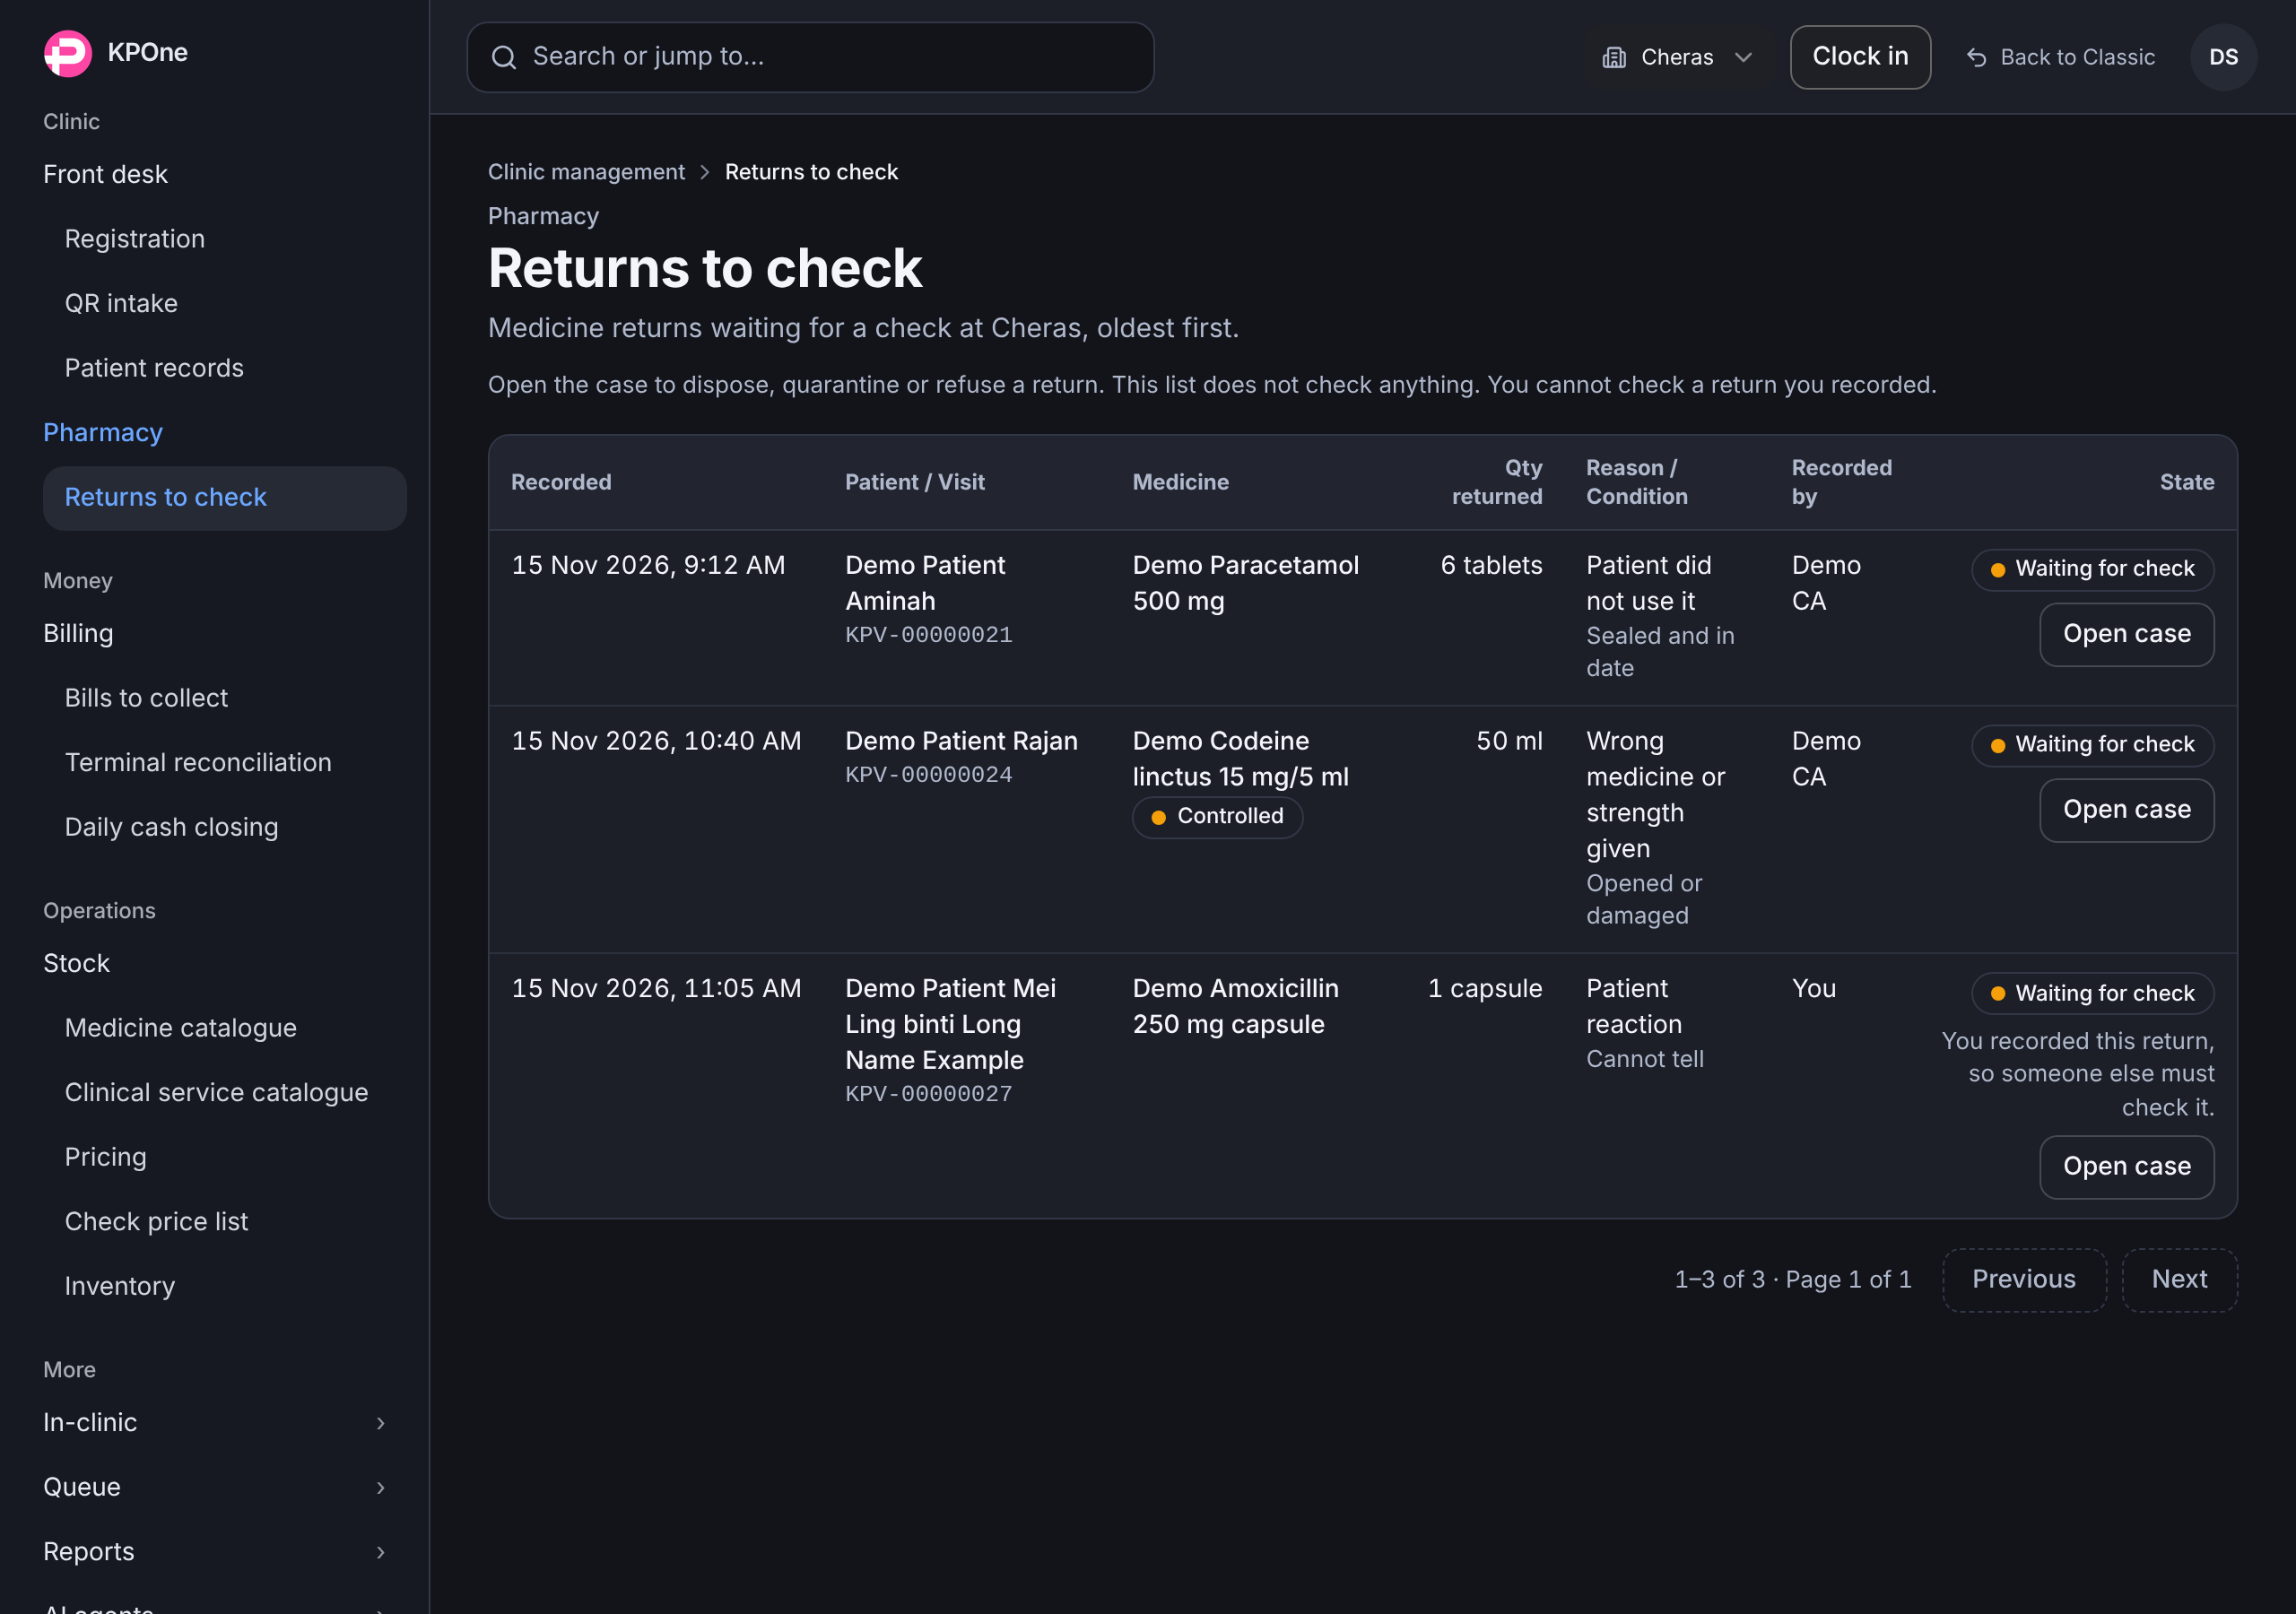 KPOne
Clinic
Front desk
Registration
QR intake
Patient records
Pharmacy
Returns to check
Money
Billing
Bills to collect
Terminal reconciliation
Daily cash closing
Operations
Stock
Medicine catalogue
Clinical service catalogue
Pricing
Check price list
Inventory
More
In-clinic
Queue
Reports
AI agents
Search or jump to...
Cheras
Clock in
Back to Classic
DS
Clinic management > Returns to check
Pharmacy
Returns to check
Medicine returns waiting for a check at Cheras, oldest first.
Open the case to dispose, quarantine or refuse a return. This list does not check anything. You cannot check a return you recorded.
Recorded
Patient / Visit
Medicine
Qty
returned
Reason /
Condition
Recorded
by
State
15 Nov 2026, 9:12 AM
Demo Patient
Aminah
KPV-00000021
Demo Paracetamol
500 mg
6 tablets
Patient did
not use it
Sealed and in
date
Demo
CA
Waiting for check
Open case
15 Nov 2026, 10:40 AM
Demo Patient Rajan
KPV-00000024
Demo Codeine
linctus 15 mg/5 ml
Controlled
50 ml
Wrong
medicine or
strength
given
Opened or
damaged
Demo
CA
Waiting for check
Open case
15 Nov 2026, 11:05 AM
Demo Patient Mei
Ling binti Long
Name Example
KPV-00000027
Demo Amoxicillin
250 mg capsule
1 capsule
Patient
reaction
Cannot tell
You
Waiting for check
You recorded this return,
so someone else must
check it.
Open case
1–3 of 3 · Page 1 of 1
Previous
Next